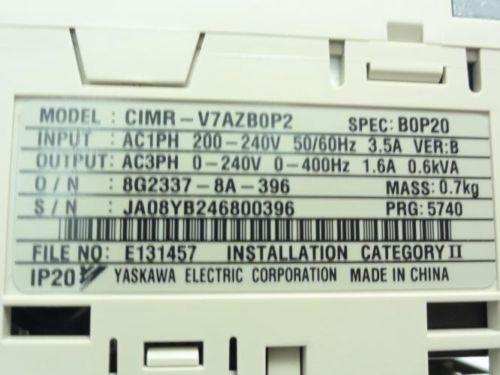 MODEL : CIMR-V7AZB0P2 SPEC: B0P20
INPUT : AC1PH 200-240V 50/60Hz 3.5A VER:B
OUTPUT: AC3PH 0-240V 0-400Hz 1.6A 0.6kVA
O / N : 8G2337-8A-396 MASS: 0.7kg
S / N : JA08YB246800396 PRG: 5740
FILE NO: E131457 INSTALLATION CATEGORY II
IP20 YASKAWA ELECTRIC CORPORATION MADE IN CHINA